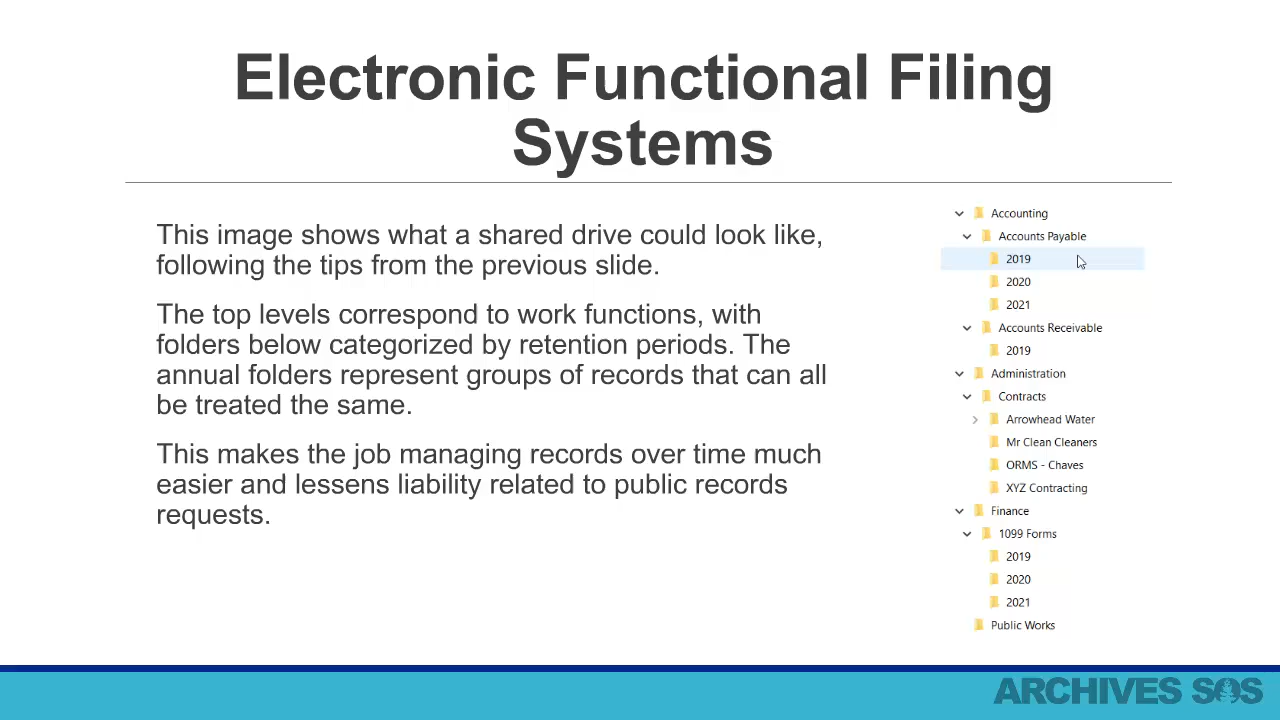 Electronic Functional Filing
Systems
This image shows what a shared drive could look like,
following the tips from the previous slide.
The top levels correspond to work functions, with
folders below categorized by retention periods. The
annual folders represent groups of records that can all
be treated the same.
This makes the job managing records over time much
easier and lessens liability related to public records
requests.
Accounting
Accounts Payable
2019
2020
2021
Accounts Receivable
2019
Administration
Contracts
Arrowhead Water
Mr Clean Cleaners
ORMS - Chaves
XYZ Contracting
Finance
1099 Forms
2019
2020
2021
Public Works
ARCHIVES SOS